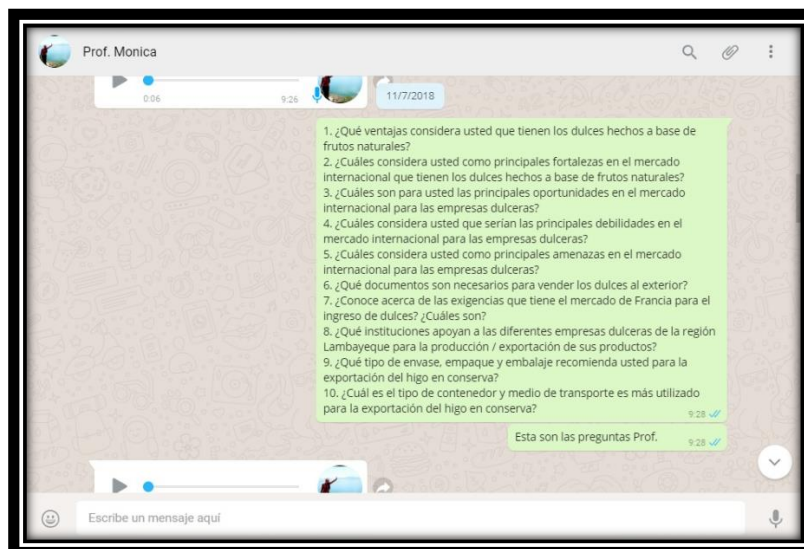 Prof. Monica
0:06
9:26
11/7/2018
1. ¿Qué ventajas considera usted que tienen los dulces hechos a base de
frutos naturales?
2. ¿Cuáles considera usted como principales fortalezas en el mercado
internacional que tienen los dulces hechos a base de frutos naturales?
3. ¿Cuáles son para usted las principales oportunidades en el mercado
internacional para las empresas dulceras?
4. ¿Cuáles considera usted que serían las principales debilidades en el
mercado internacional para las empresas dulceras?
5. ¿Cuáles considera usted como principales amenazas en el mercado
internacional para las empresas dulceras?
6. ¿Qué documentos son necesarios para vender los dulces al exterior?
7. ¿Conoce acerca de las exigencias que tiene el mercado de Francia para el
ingreso de dulces? ¿Cuáles son?
8. ¿Qué instituciones apoyan a las diferentes empresas dulceras de la región
Lambayeque para la producción / exportación de sus productos?
9. ¿Qué tipo de envase, empaque y embalaje recomienda usted para la
exportación del higo en conserva?
10. ¿Cuál es el tipo de contenedor y medio de transporte es más utilizado
para la exportación del higo en conserva?
9:28
Esta son las preguntas Prof.
9:28
Escribe un mensaje aquí